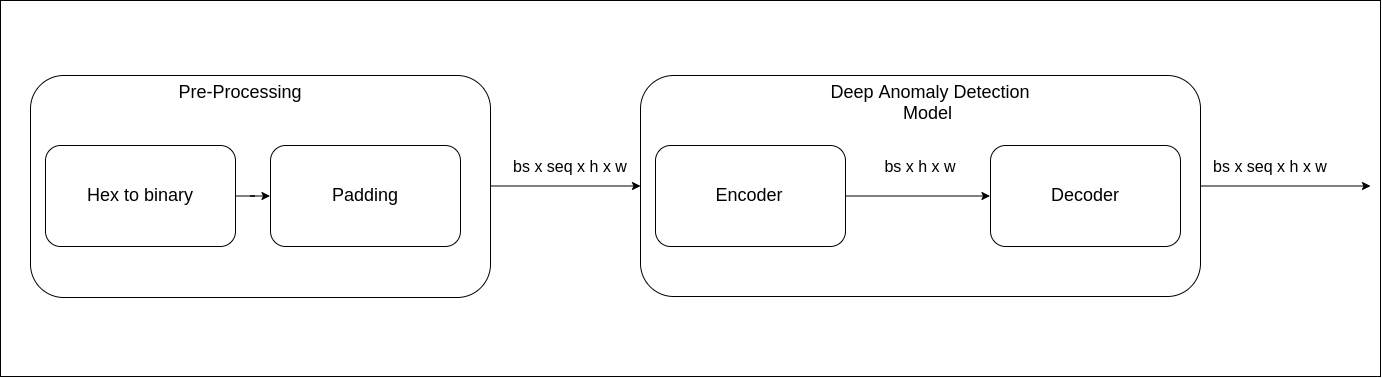 Pre-Processing
Hex to binary
Padding
bs x seq x h x w
Deep Anomaly Detection
Model
Encoder
bs x h x w
Decoder
bs x seq x h x w